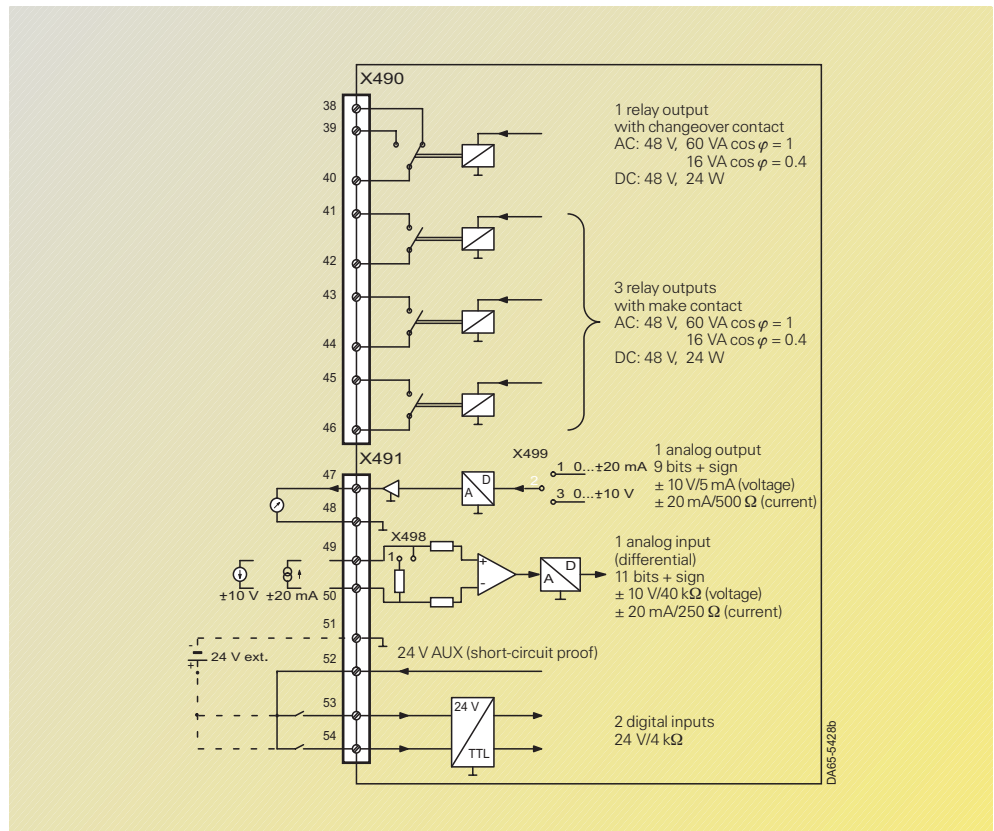 X490
38
39
40
41
42
43
44
45
46
1 relay output
with changeover contact
AC: 48 V, 60 VA cos φ = 1
16 VA cos φ = 0.4
DC: 48 V, 24 W
3 relay outputs
with make contact
AC: 48 V, 60 VA cos φ = 1
16 VA cos φ = 0.4
DC: 48 V, 24 W
X491
47
48
49
50
51
52
53
54
D
A
X499
1 0...±20 mA
2
3 0...±10 V
1 analog output
9 bits + sign
± 10 V/5 mA (voltage)
± 20 mA/500 Ω (current)
±10 V
±20 mA
X498
1
+
-
D
A
1 analog input
(differential)
11 bits + sign
± 10 V/40 kΩ (voltage)
± 20 mA/250 Ω (current)
-
+
24 V ext.
24 V AUX (short-circuit proof)
24 V
TTL
2 digital inputs
24 V/4 kΩ
DA65-5428b